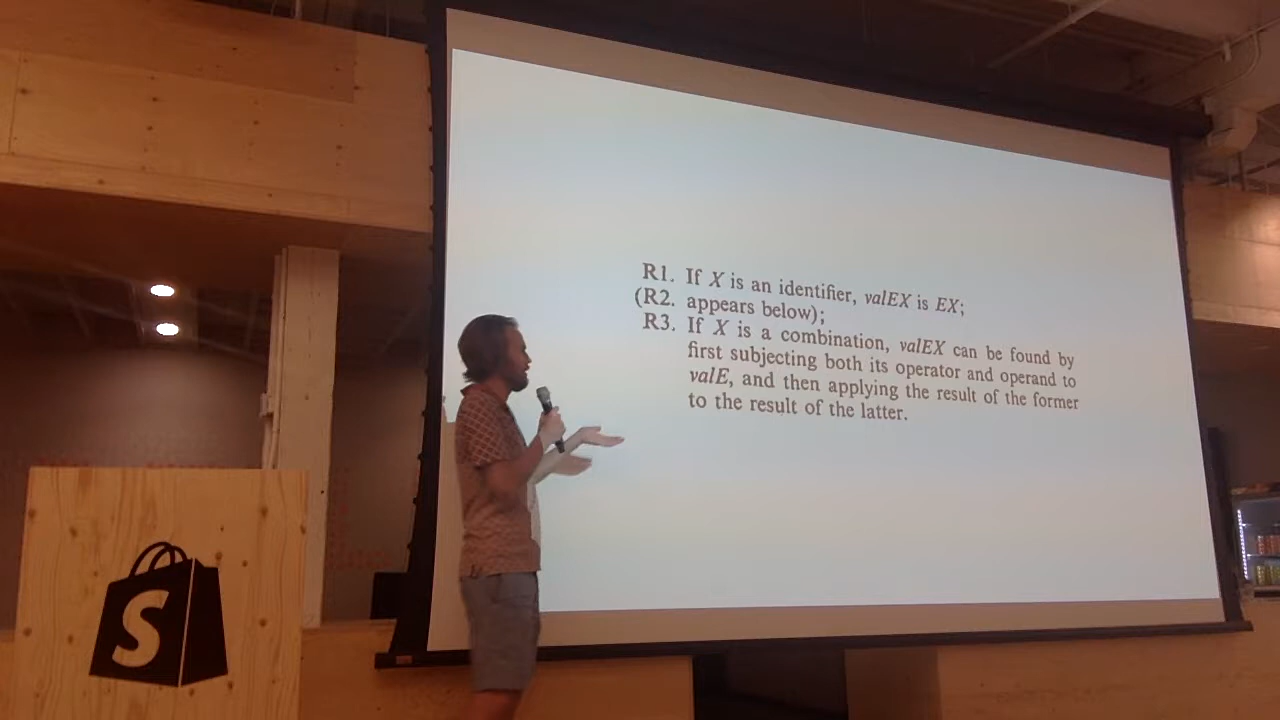 R1. If X is an identifier, valEX is EX;
(R2. appears below);
R3. If X is a combination, valEX can be found by
first subjecting both its operator and operand to
valE, and then applying the result of the former
to the result of the latter.
S